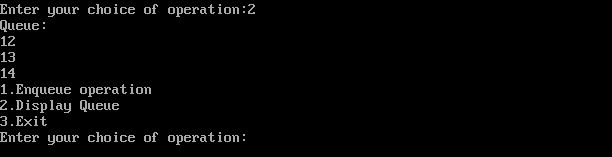 Enter your choice of operation:2
Queue:
12
13
14
1.Enqueue operation
2.Display Queue
3.Exit
Enter your choice of operation: